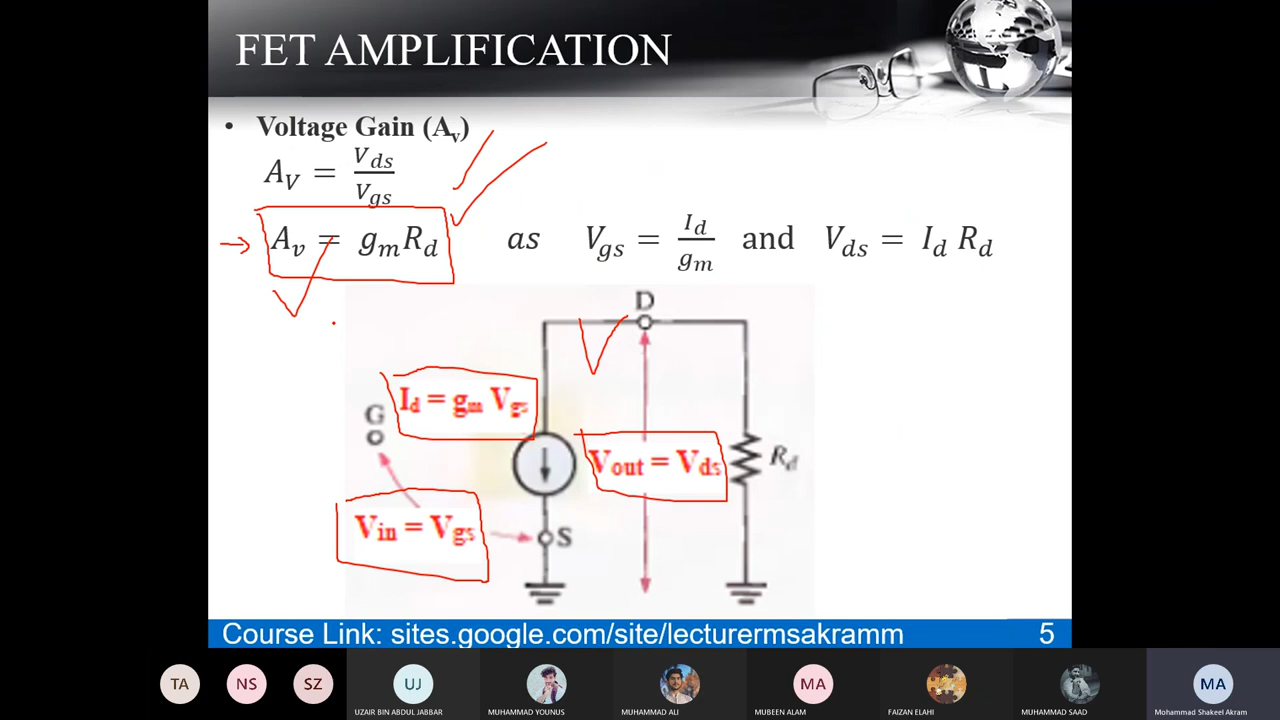 FET AMPLIFICATION
• Voltage Gain (Av)
AV = Vds / Vgs
Av = gmRd as Vgs = Id / gm and Vds = Id Rd
D
Id = gm Vgs
G
Vout = Vds
Rd
Vin = Vgs
S
Course Link: sites.google.com/site/lecturermsakramm 5
TA NS SZ UJ MA MA
UZAIR BIN ABDUL JABBAR MUHAMMAD YOUNUS MUHAMMAD ALI MUBEEN ALAM FAIZAN ELAHI MUHAMMAD SAAD Mohammad Shakeel Akram